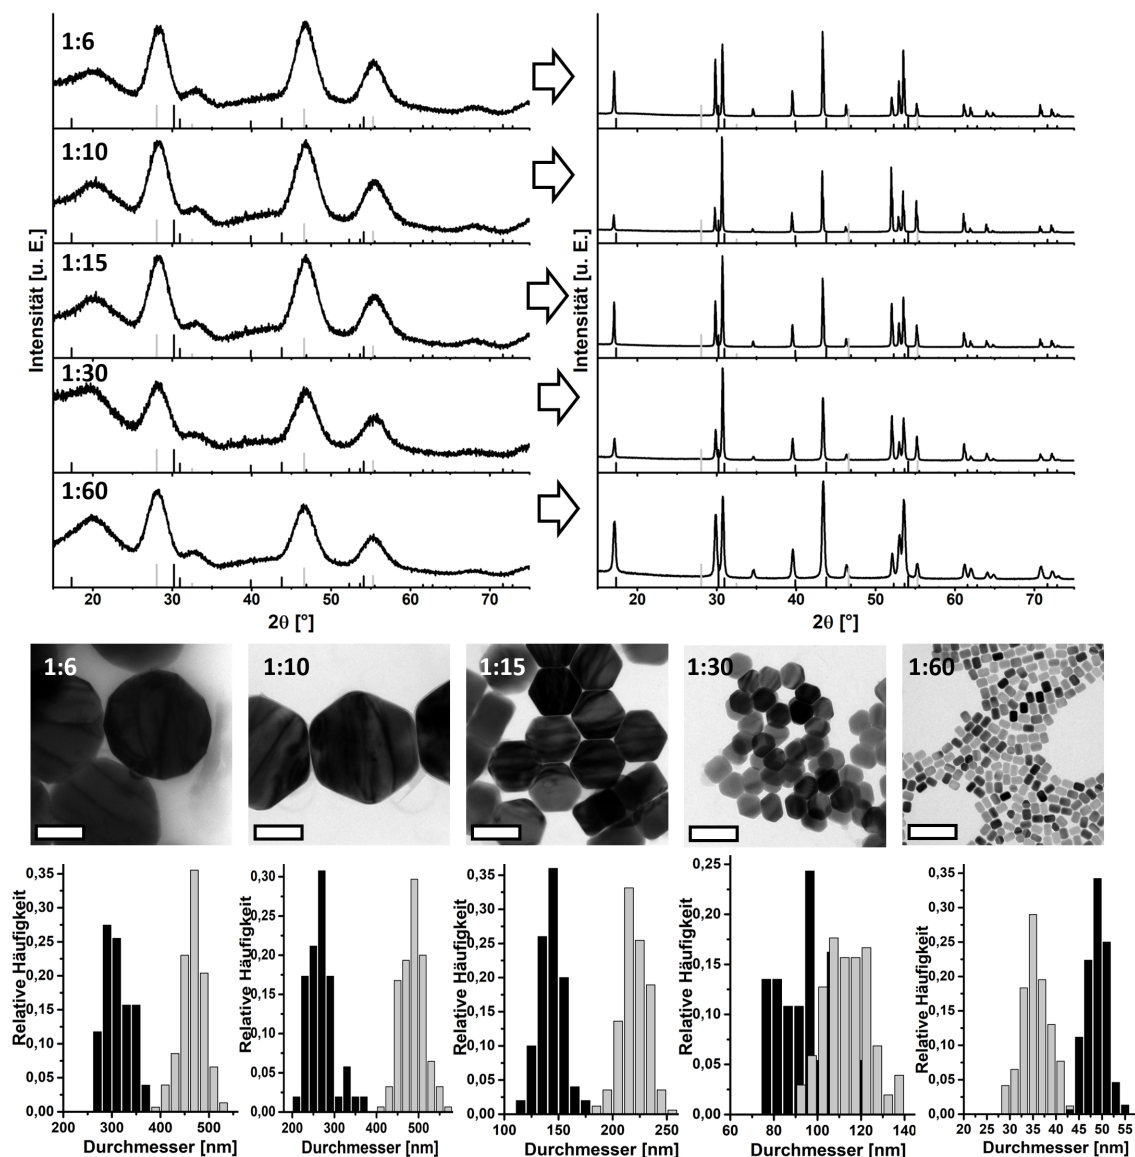 1:6
1:10
1:15
1:30
1:60
Intensität [u. E.]
Intensität [u. E.]
20 30 40 50 60 70
20 30 40 50 60 70
2θ [°]
2θ [°]
1:6
1:10
1:15
1:30
1:60
Relative Häufigkeit
0,35
0,30
0,25
0,20
0,15
0,10
0,05
0,00
200 300 400 500
Durchmesser [nm]
Relative Häufigkeit
0,30
0,25
0,20
0,15
0,10
0,05
0,00
200 300 400 500
Durchmesser [nm]
Relative Häufigkeit
0,35
0,30
0,25
0,20
0,15
0,10
0,05
0,00
100 150 200 250
Durchmesser [nm]
Relative Häufigkeit
0,25
0,20
0,15
0,10
0,05
0,00
60 80 100 120 140
Durchmesser [nm]
Relative Häufigkeit
0,35
0,30
0,25
0,20
0,15
0,10
0,05
0,00
20 25 30 35 40 45 50 55
Durchmesser [nm]